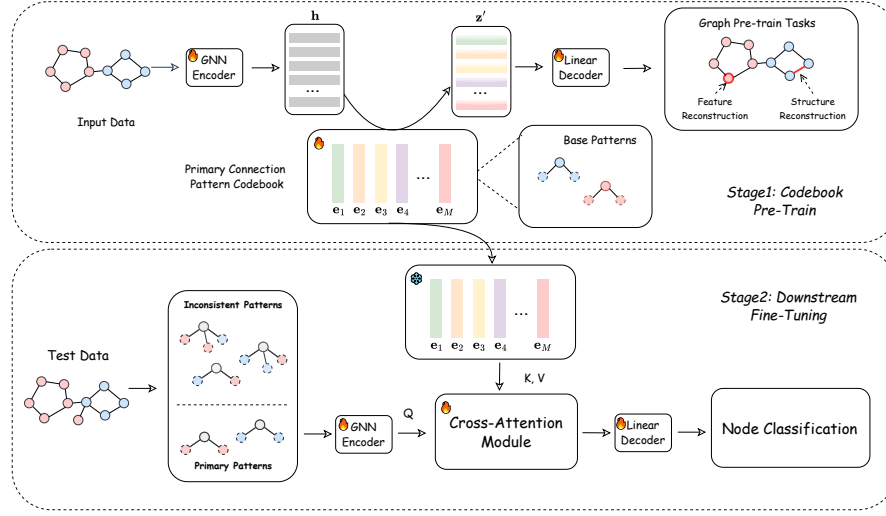 h
z′
Graph Pre-train Tasks
GNN
Encoder
Linear
Decoder
...
...
Input Data
Feature
Reconstruction
Structure
Reconstruction
Primary Connection
Pattern Codebook
...
e1 e2 e3 e4 eM
Base Patterns
Stage1: Codebook
Pre-Train
Inconsistent Patterns
...
e1 e2 e3 e4 eM
Stage2: Downstream
Fine-Tuning
Test Data
K, V
Q
GNN
Encoder
Cross-Attention
Module
Linear
Decoder
Node Classification
Primary Patterns